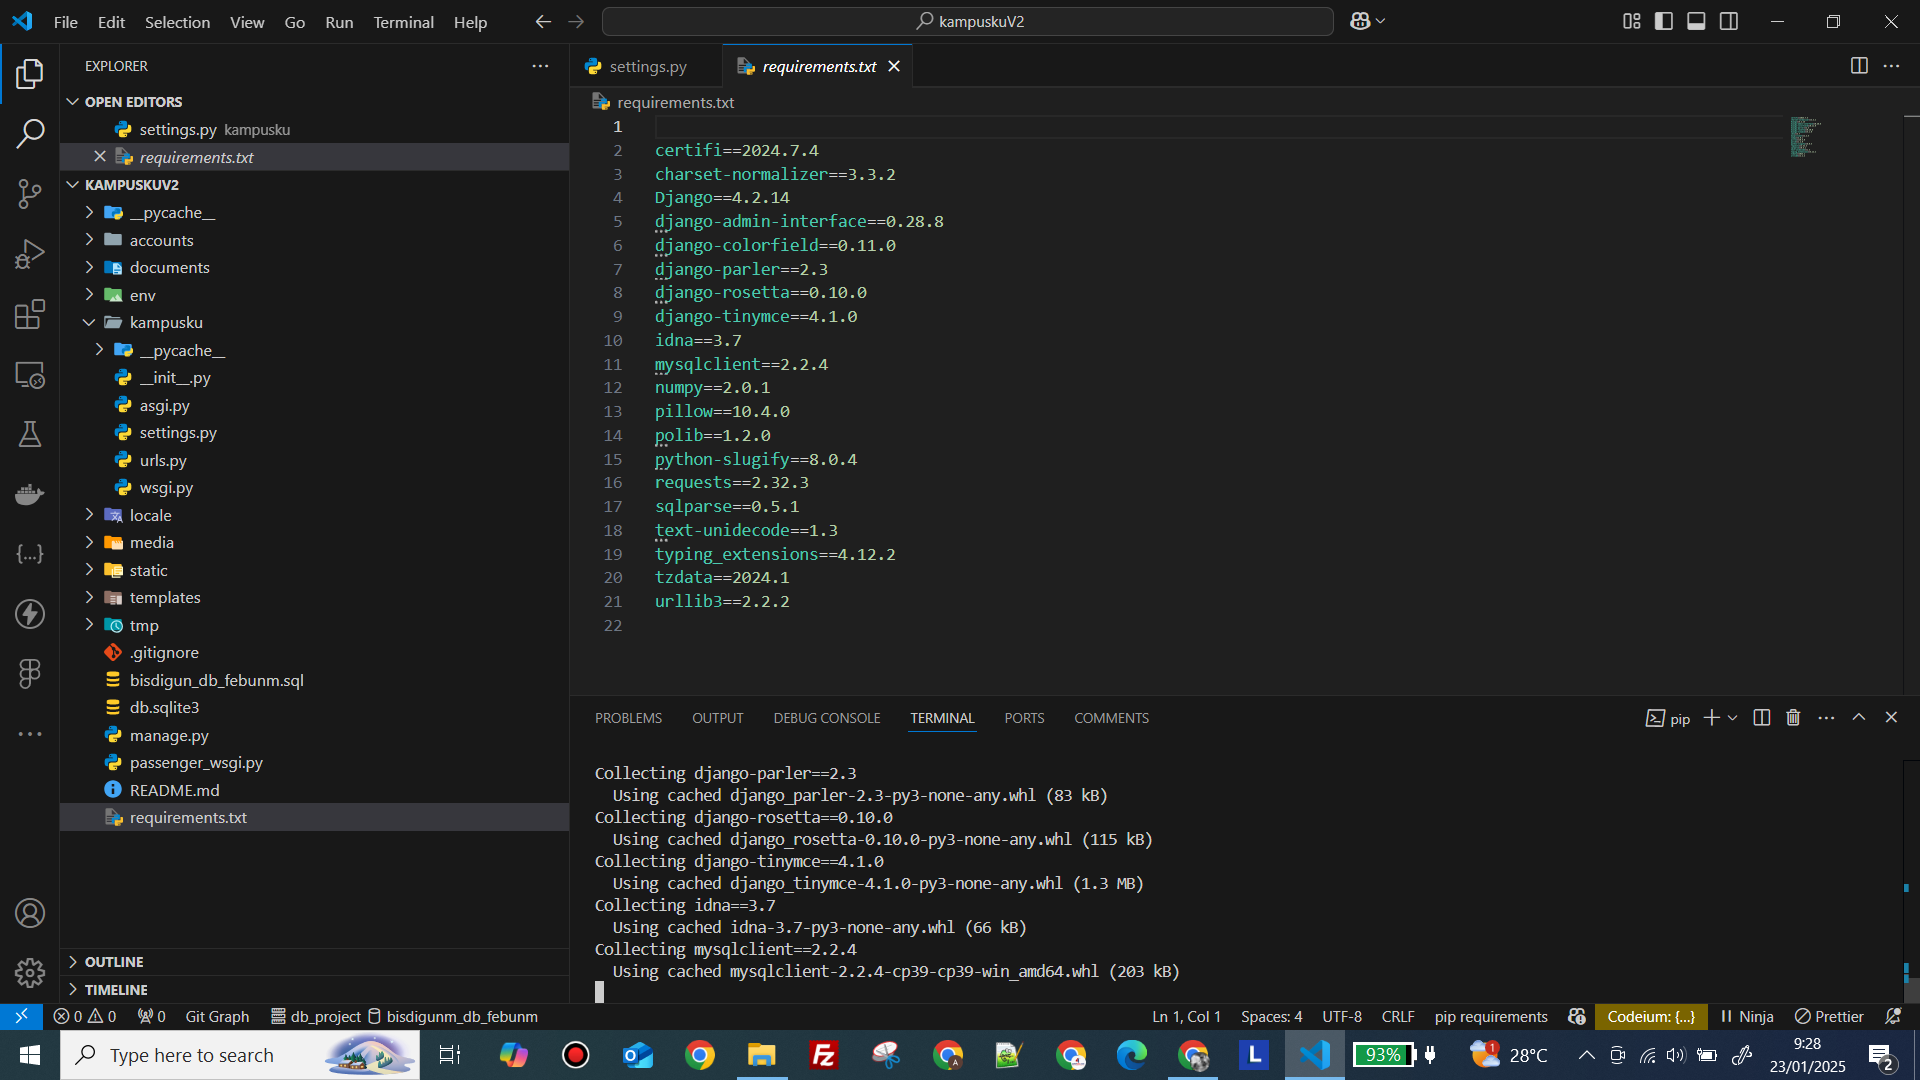 File Edit Selection View Go Run Terminal Help
kampuskuV2
EXPLORER
OPEN EDITORS
settings.py kampusku
requirements.txt
KAMPUSKUV2
__pycache__
accounts
documents
env
kampusku
__pycache__
__init__.py
asgi.py
settings.py
urls.py
wsgi.py
locale
media
static
templates
tmp
.gitignore
bisdigun_db_febunm.sql
db.sqlite3
manage.py
passenger_wsgi.py
README.md
requirements.txt
OUTLINE
TIMELINE
settings.py
requirements.txt
requirements.txt
1
2 certifi==2024.7.4
3 charset-normalizer==3.3.2
4 Django==4.2.14
5 django-admin-interface==0.28.8
6 django-colorfield==0.11.0
7 django-parler==2.3
8 django-rosetta==0.10.0
9 django-tinymce==4.1.0
10 idna==3.7
11 mysqlclient==2.2.4
12 numpy==2.0.1
13 pillow==10.4.0
14 polib==1.2.0
15 python-slugify==8.0.4
16 requests==2.32.3
17 sqlparse==0.5.1
18 text-unidecode==1.3
19 typing_extensions==4.12.2
20 tzdata==2024.1
21 urllib3==2.2.2
22
PROBLEMS OUTPUT DEBUG CONSOLE TERMINAL PORTS COMMENTS
pip
Collecting django-parler==2.3
Using cached django_parler-2.3-py3-none-any.whl (83 kB)
Collecting django-rosetta==0.10.0
Using cached django_rosetta-0.10.0-py3-none-any.whl (115 kB)
Collecting django-tinymce==4.1.0
Using cached django_tinymce-4.1.0-py3-none-any.whl (1.3 MB)
Collecting idna==3.7
Using cached idna-3.7-py3-none-any.whl (66 kB)
Collecting mysqlclient==2.2.4
Using cached mysqlclient-2.2.4-cp39-cp39-win_amd64.whl (203 kB)
0 0 0 Git Graph db_project bisdigunm_db_febunm
Ln 1, Col 1 Spaces: 4 UTF-8 CRLF pip requirements Codeium: {...} Ninja Prettier
Type here to search
93%
1
28°C
9:28
23/01/2025
2